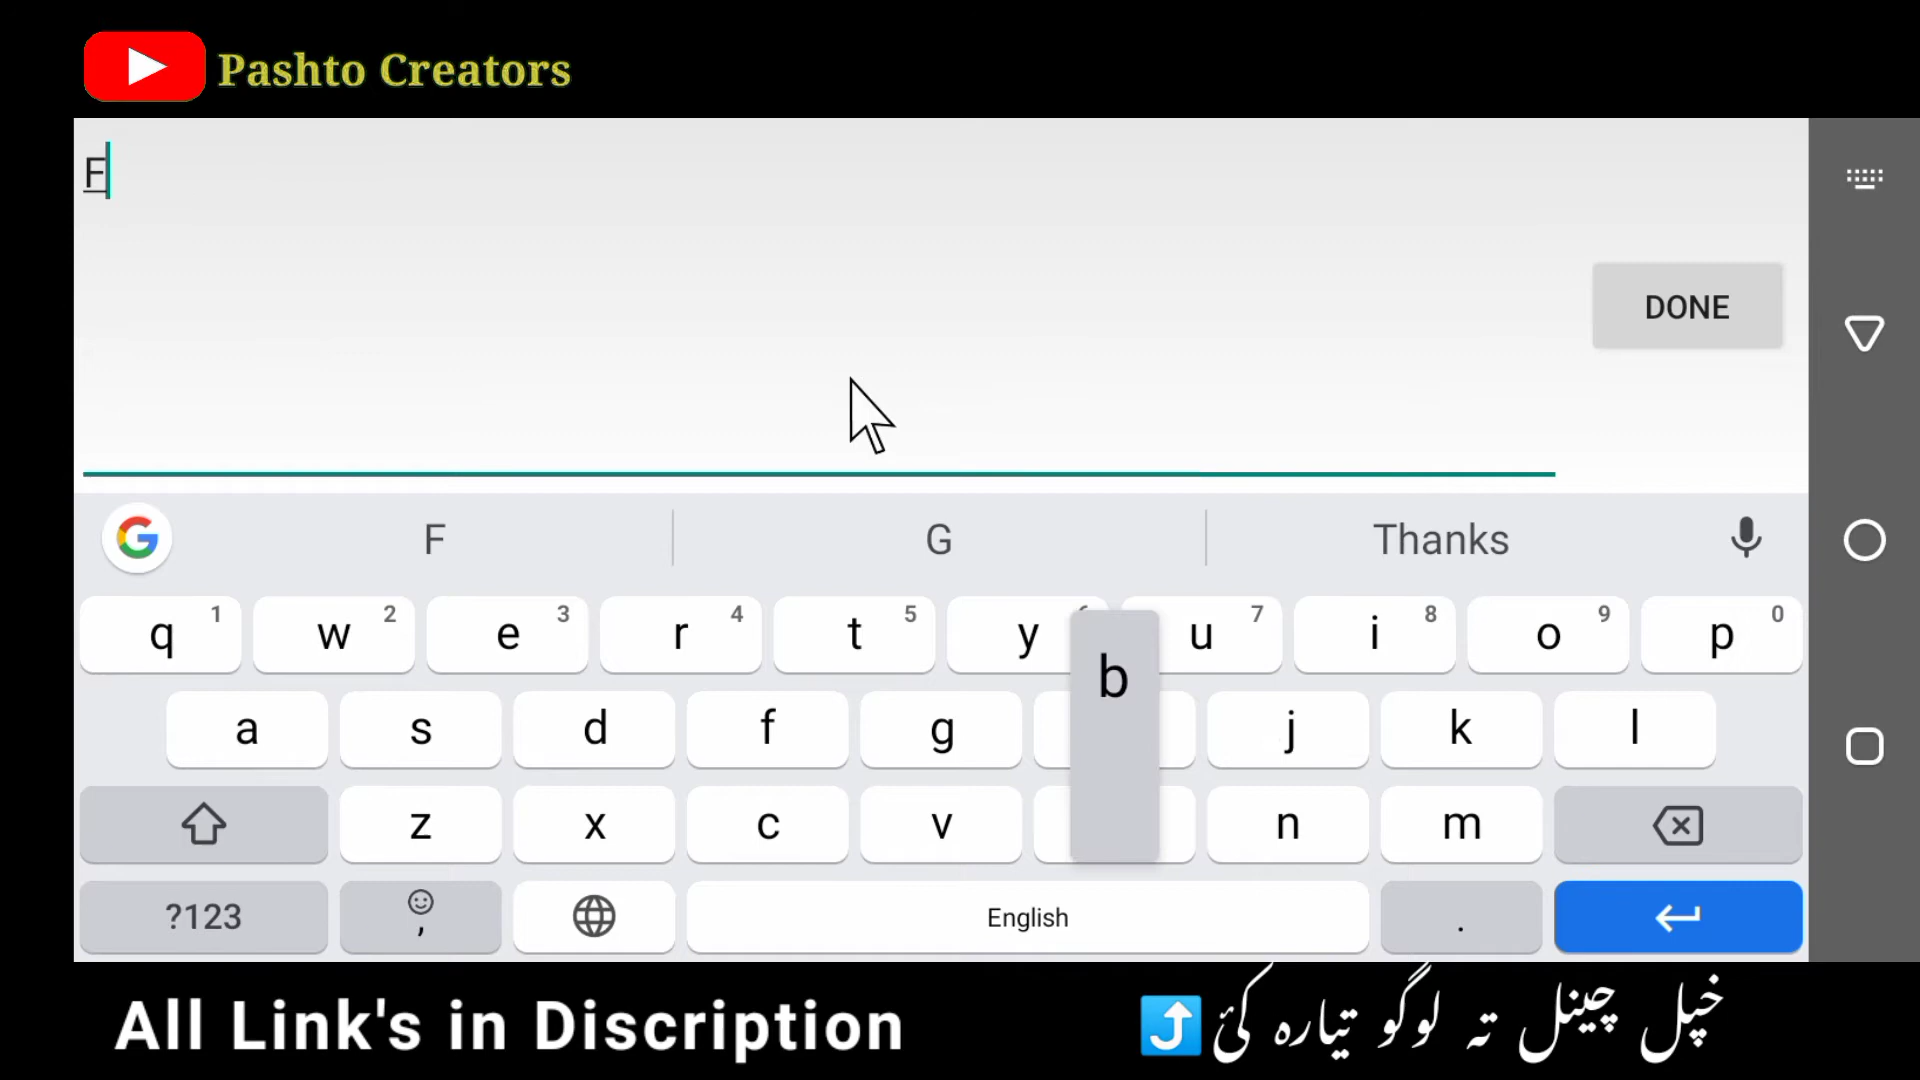 Pashto Creators
F
DONE
F G Thanks
q 1 w 2 e 3 r 4 t 5 y u 7 i 8 o 9 p 0
b
a s d f g j k l
z x c v n m
?123 , English .
All Link's in Discription
خپل چینل ته لوګو تیاره کئ